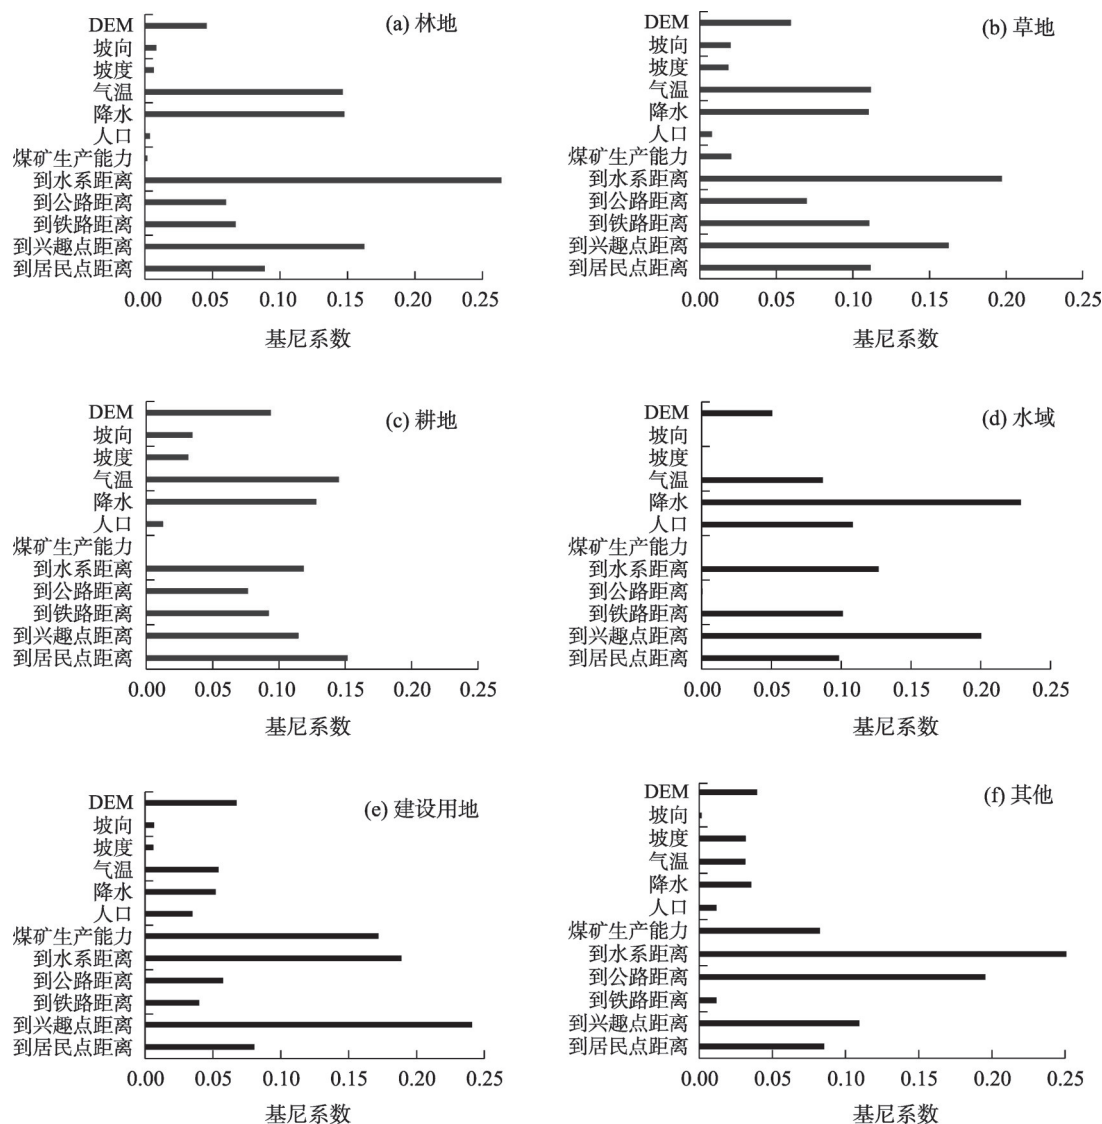 (a) 林地
DEM
坡向
坡度
气温
降水
人口
煤矿生产能力
到水系距离
到公路距离
到铁路距离
到兴趣点距离
到居民点距离
0.00 0.05 0.10 0.15 0.20 0.25
基尼系数
(b) 草地
DEM
坡向
坡度
气温
降水
人口
煤矿生产能力
到水系距离
到公路距离
到铁路距离
到兴趣点距离
到居民点距离
0.00 0.05 0.10 0.15 0.20 0.25
基尼系数
(c) 耕地
DEM
坡向
坡度
气温
降水
人口
煤矿生产能力
到水系距离
到公路距离
到铁路距离
到兴趣点距离
到居民点距离
0.00 0.05 0.10 0.15 0.20 0.25
基尼系数
(d) 水域
DEM
坡向
坡度
气温
降水
人口
煤矿生产能力
到水系距离
到公路距离
到铁路距离
到兴趣点距离
到居民点距离
0.00 0.05 0.10 0.15 0.20 0.25
基尼系数
(e) 建设用地
DEM
坡向
坡度
气温
降水
人口
煤矿生产能力
到水系距离
到公路距离
到铁路距离
到兴趣点距离
到居民点距离
0.00 0.05 0.10 0.15 0.20 0.25
基尼系数
(f) 其他
DEM
坡向
坡度
气温
降水
人口
煤矿生产能力
到水系距离
到公路距离
到铁路距离
到兴趣点距离
到居民点距离
0.00 0.05 0.10 0.15 0.20 0.25
基尼系数